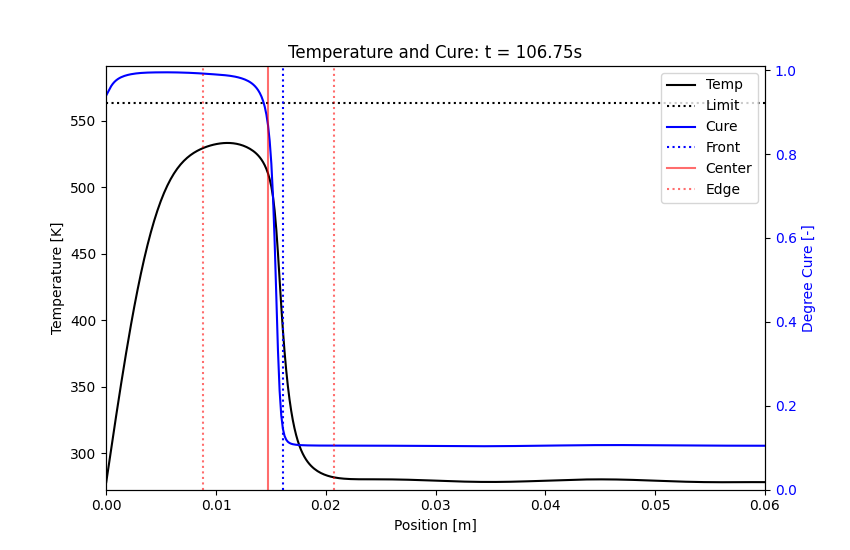 Temperature and Cure: t = 106.75s
Temp
Limit
Cure
Front
Center
Edge
550
500
450
400
350
300
Temperature [K]
1.0
0.8
0.6
0.4
0.2
0.0
Degree Cure [-]
0.00 0.01 0.02 0.03 0.04 0.05 0.06
Position [m]